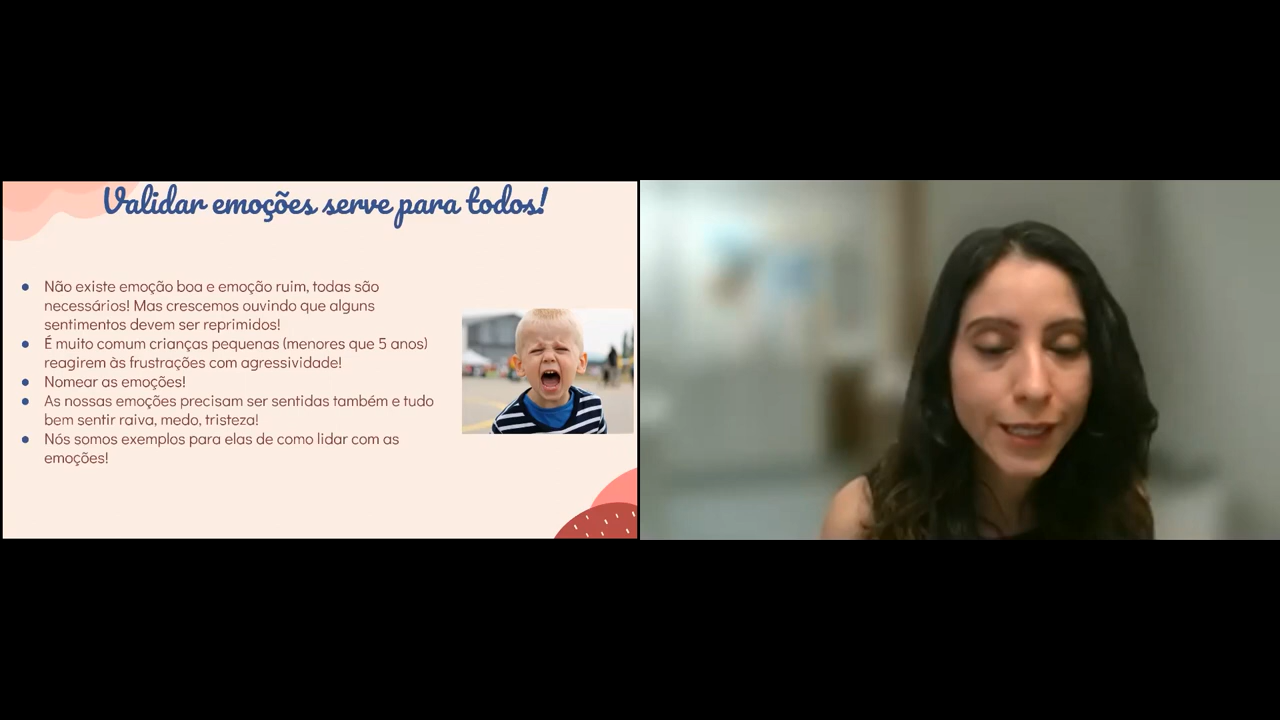 Validar emoções serve para todos!
Não existe emoção boa e emoção ruim, todas são
necessários! Mas crescemos ouvindo que alguns
sentimentos devem ser reprimidos!
É muito comum crianças pequenas (menores que 5 anos)
reagirem às frustrações com agressividade!
Nomear as emoções!
As nossas emoções precisam ser sentidas também e tudo
bem sentir raiva, medo, tristeza!
Nós somos exemplos para elas de como lidar com as
emoções!